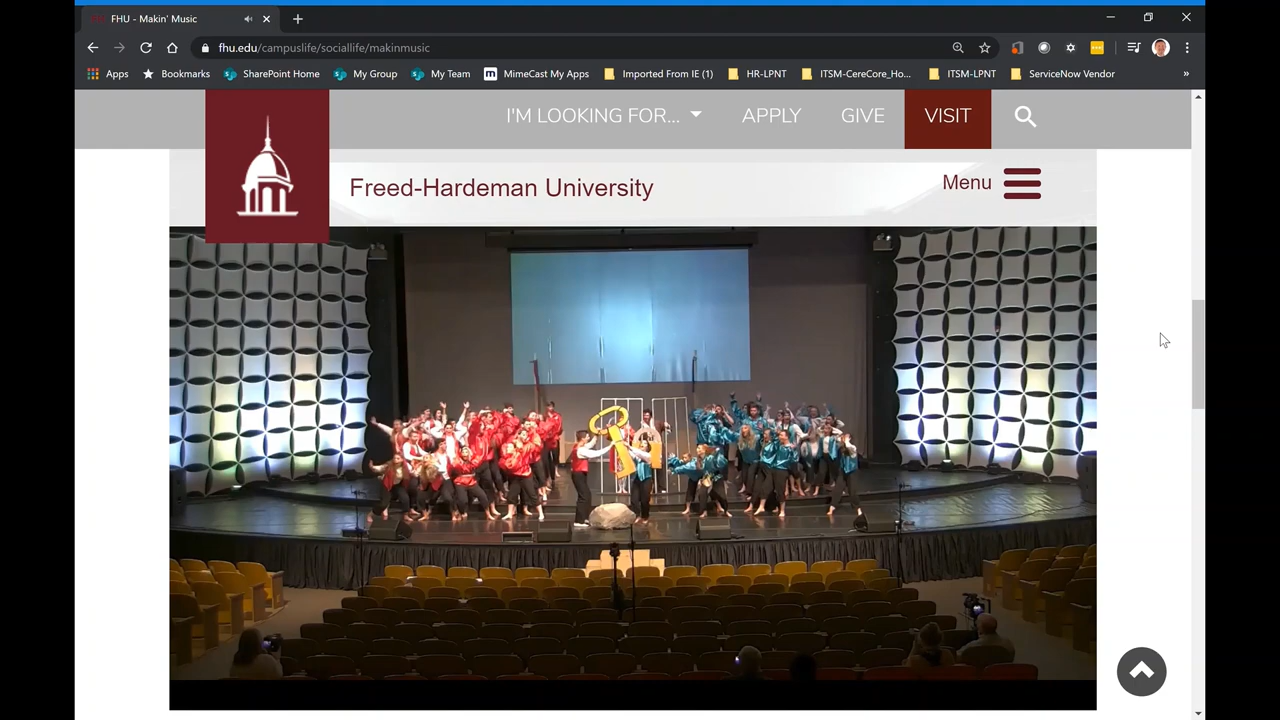 FHU - Makin' Music
fhu.edu/campuslife/sociallife/makinmusic
Apps Bookmarks SharePoint Home My Group My Team MimeCast My Apps Imported From IE (1) HR-LPNT ITSM-CereCore_Ho... ITSM-LPNT ServiceNow Vendor »
I'M LOOKING FOR... APPLY GIVE VISIT
Freed-Hardeman University Menu